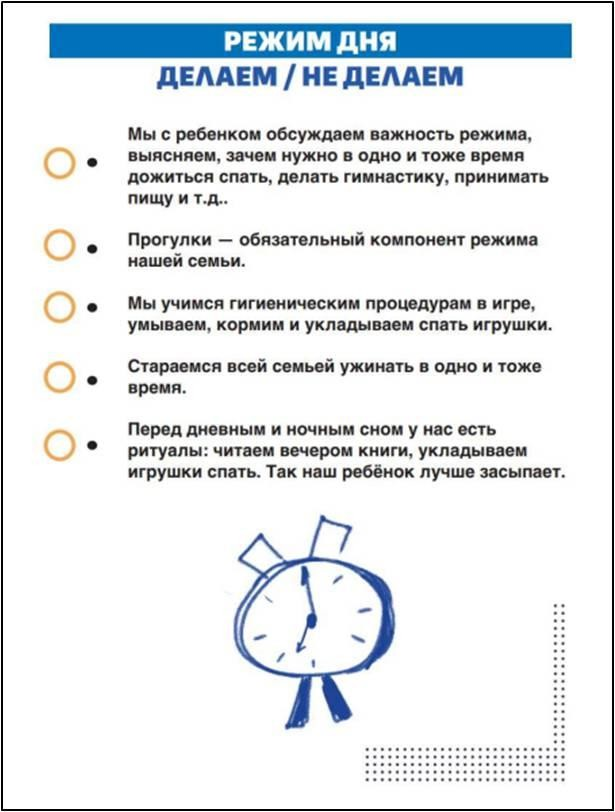 РЕЖИМ ДНЯ
ДЕЛАЕМ / НЕ ДЕЛАЕМ
Мы с ребенком обсуждаем важность режима,
выясняем, зачем нужно в одно и тоже время
дожиться спать, делать гимнастику, принимать
пищу и т.д..
Прогулки — обязательный компонент режима
нашей семьи.
Мы учимся гигиеническим процедурам в игре,
умываем, кормим и укладываем спать игрушки.
Стараемся всей семьей ужинать в одно и тоже
время.
Перед дневным и ночным сном у нас есть
ритуалы: читаем вечером книги, укладываем
игрушки спать. Так наш ребёнок лучше засыпает.